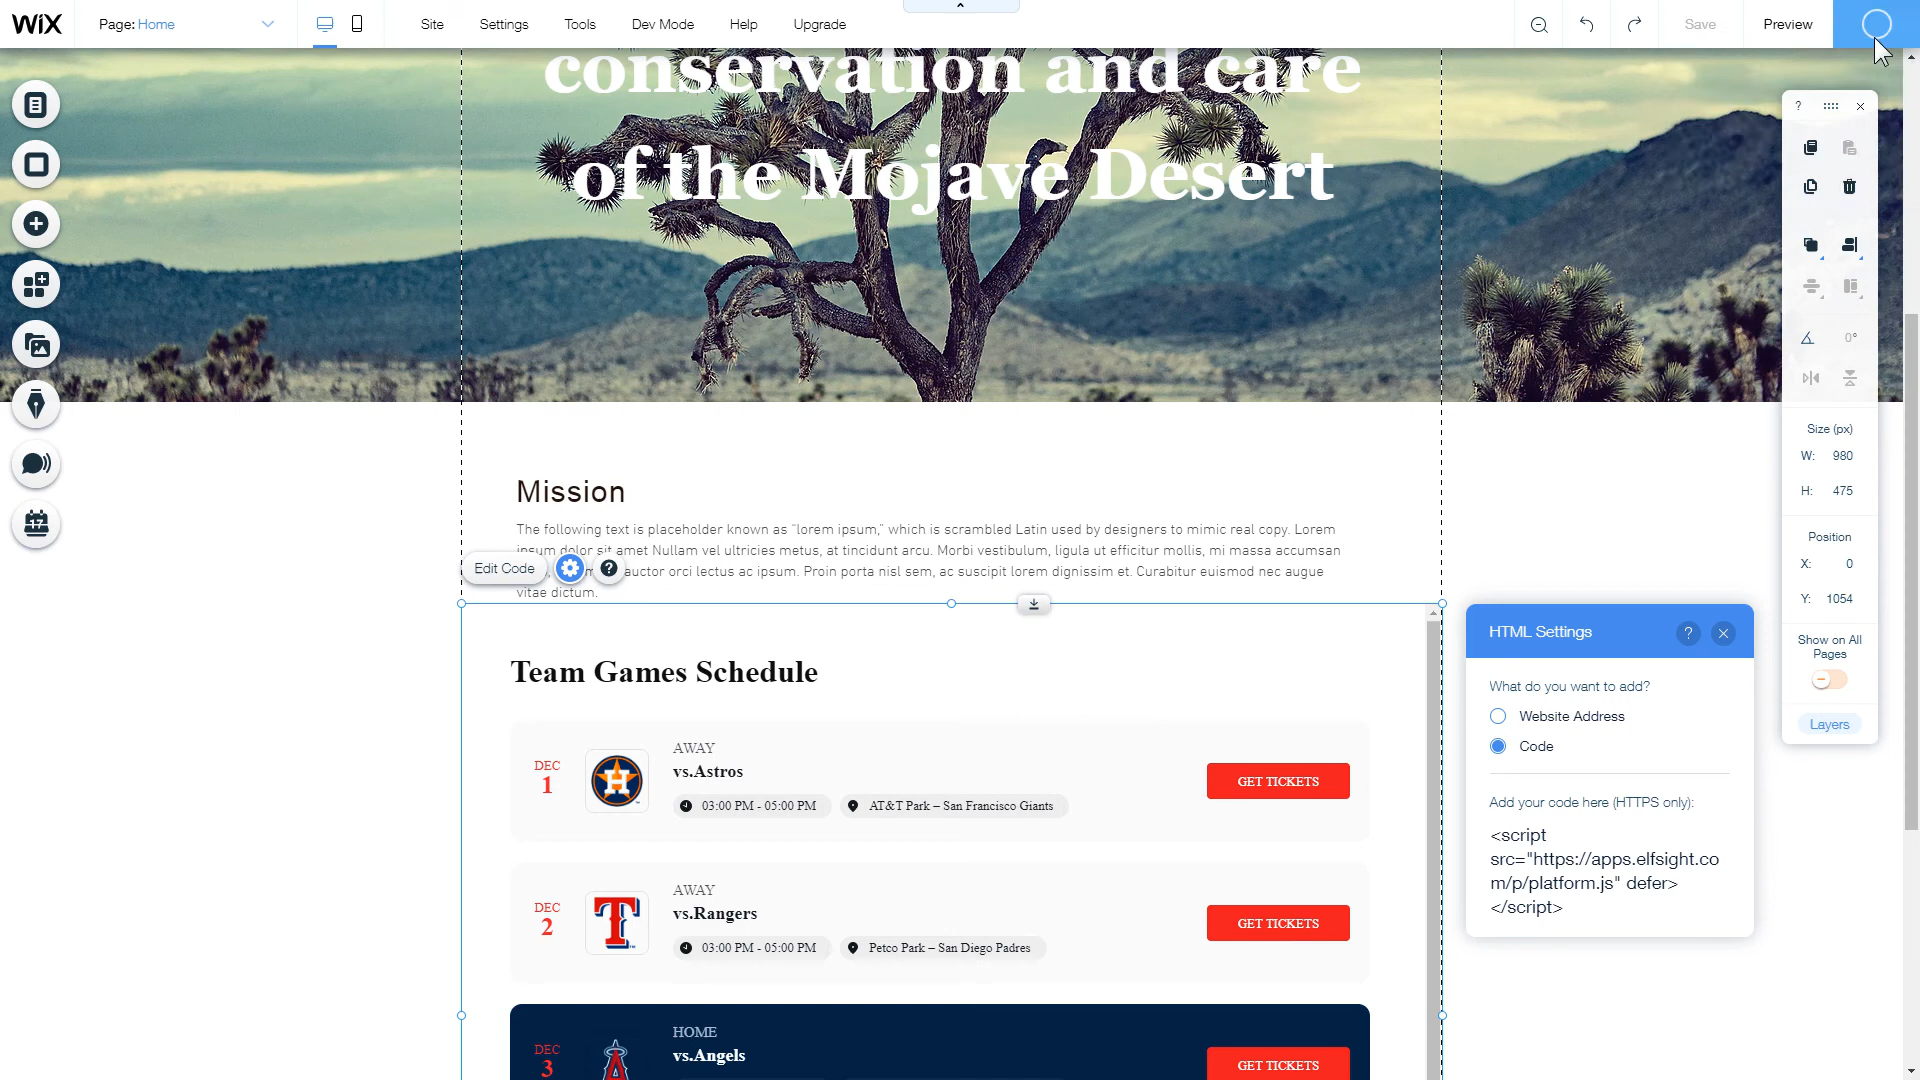 WiX
Page: Home
Site
Settings
Tools
Dev Mode
Help
Upgrade
Save
Preview
conservation and care
of the Mojave Desert
?
0°
Size (px)
W: 980
H: 475
Position
X: 0
Y: 1054
Show on All
Pages
Layers
17
Mission
The following text is placeholder known as “lorem ipsum,” which is scrambled Latin used by designers to mimic real copy. Lorem
ipsum dolor sit amet Nullam vel ultricies metus, at tincidunt arcu. Morbi vestibulum, ligula ut efficitur mollis, mi massa accumsan
auctor orci lectus ac ipsum. Proin porta nisl sem, ac suscipit lorem dignissim et. Curabitur euismod nec augue
vitae dictum.
Edit Code
?
Team Games Schedule
DEC
1
H
AWAY
vs.Astros
03:00 PM - 05:00 PM
AT&T Park – San Francisco Giants
GET TICKETS
DEC
2
T
AWAY
vs.Rangers
03:00 PM - 05:00 PM
Petco Park – San Diego Padres
GET TICKETS
DEC
3
A
HOME
vs.Angels
GET TICKETS
HTML Settings
?
What do you want to add?
Website Address
Code
Add your code here (HTTPS only):
<script
src="https://apps.elfsight.co
m/p/platform.js" defer>
</script>